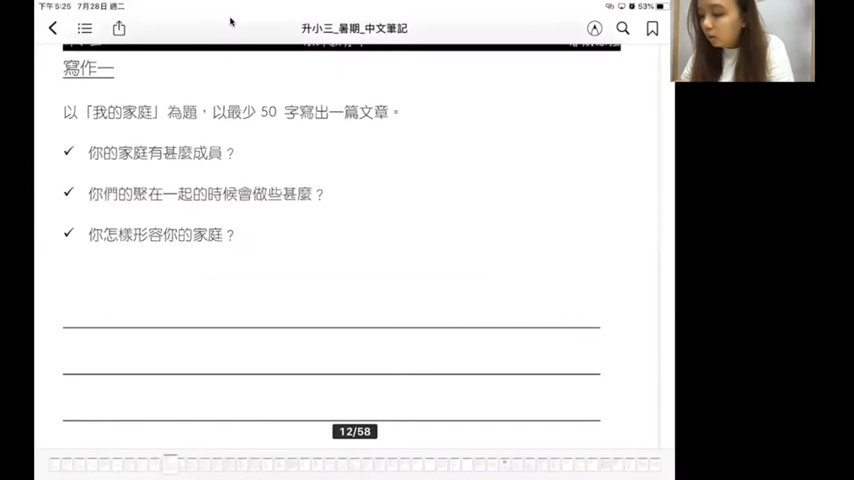 下午5:25 7月28日 週二
53%
升小三_暑期_中文筆記
寫作一
以「我的家庭」為題，以最少 50 字寫出一篇文章。
✓ 你的家庭有甚麼成員？
✓ 你們的聚在一起的時候會做些甚麼？
✓ 你怎樣形容你的家庭？
12/58